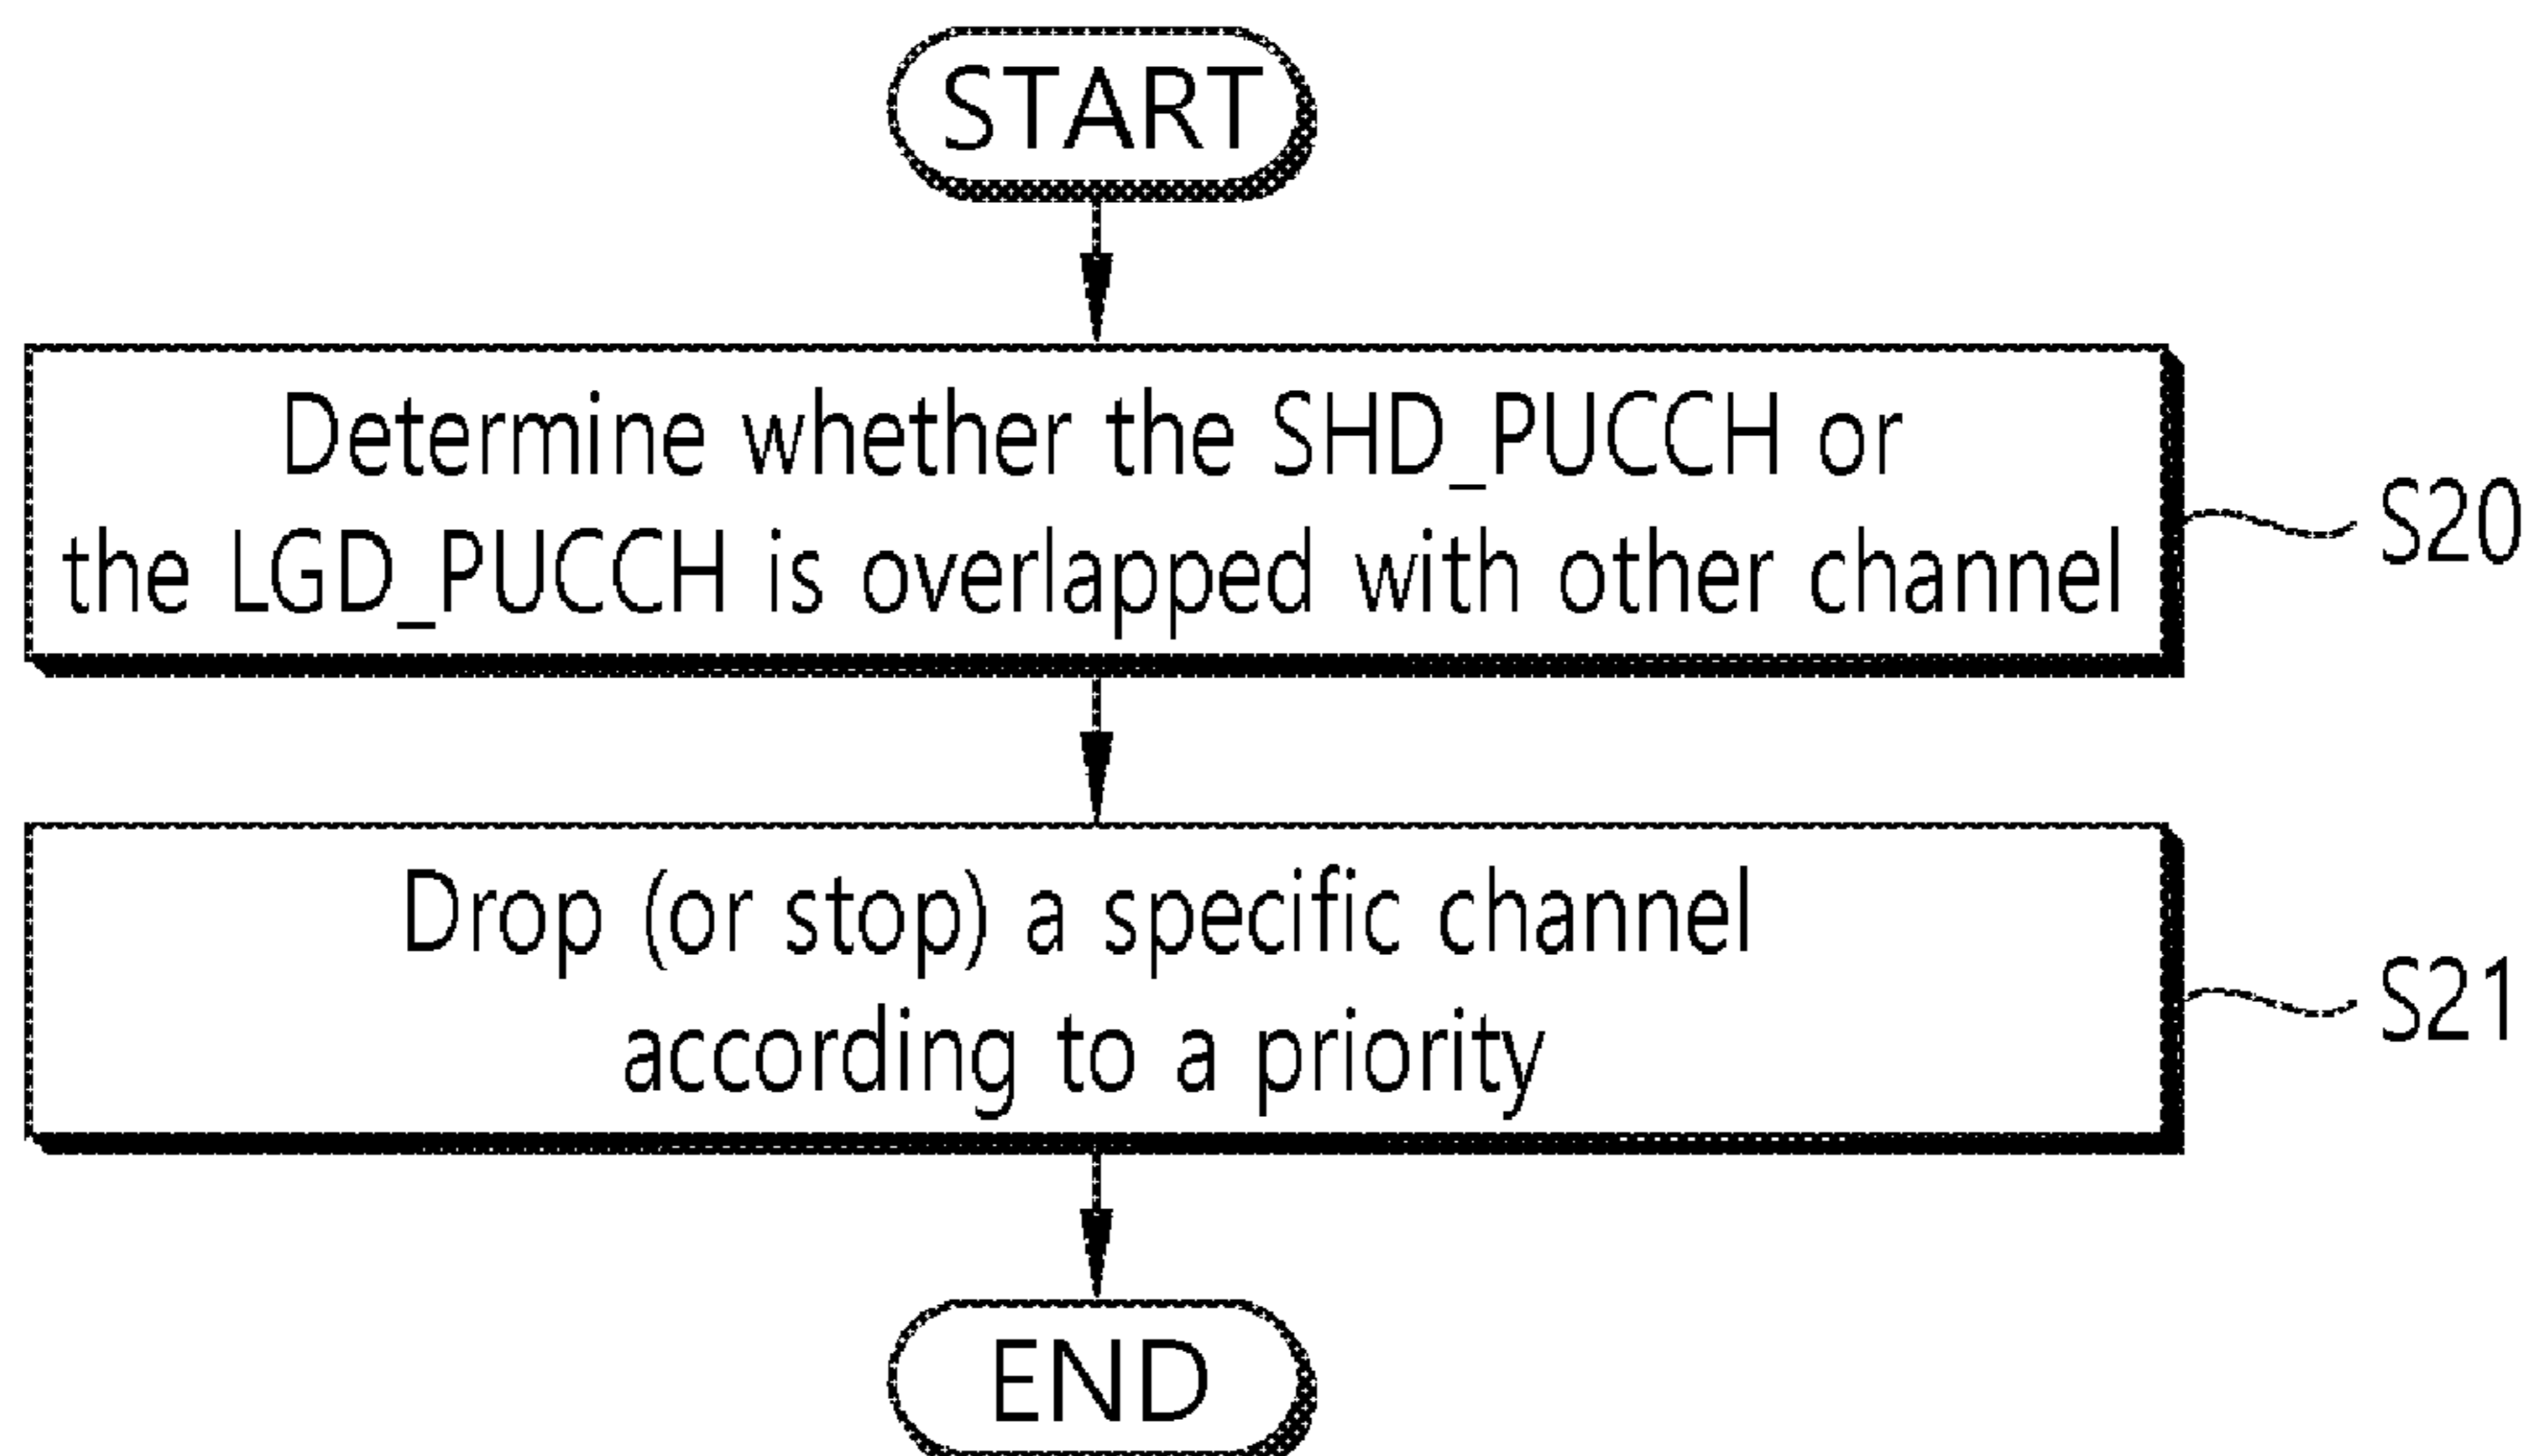 START
Determine whether the SHD_PUCCH or
the LGD_PUCCH is overlapped with other channel
S20
Drop (or stop) a specific channel
according to a priority
S21
END